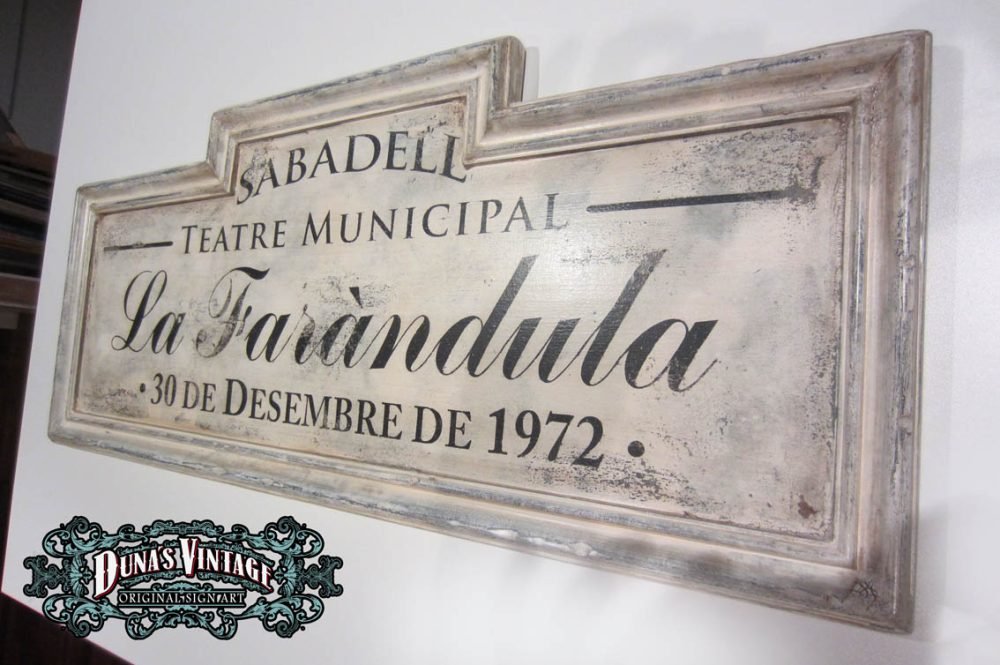 SABADELL
TEATRE MUNICIPAL
La Faràndula
• 30 DE DESEMBRE DE 1972 •
DUNA'S VINTAGE
ORIGINAL SIGN ART